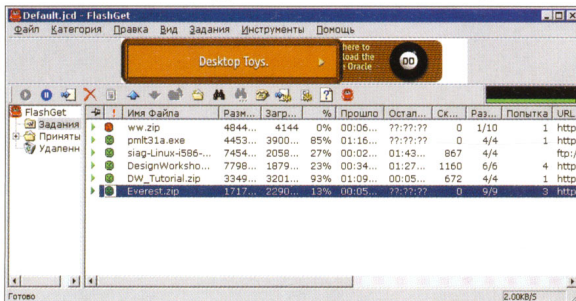 Default.jcd - FlashGet
Файл Категория Правка Вид Задания Инструменты Помощь
Desktop Toys.
here to
load the
Oracle
FlashGet
Задания
Приняты
Удаленн
Имя Файла Разм... Загр... % Прошло Остал... Ск... Раз... Попытка URL
ww.zip 4844... 4144 0% 00:06... ??:??:?? 0 1/10 1 http
pmlt31a.exe 4453... 3900... 85% 01:16... ??:??:?? 0 4/4 1 http
siag-Linux-i586-... 7454... 2058... 27% 00:02... 01:43... 867 4/4 ftp:/
DesignWorksho... 7798... 1879... 23% 00:34... 01:27... 1160 6/6 4 http
DW_Tutorial.zip 3349... 3201... 93% 01:09... 00:05... 672 4/4 1 http
Everest.zip 1717... 2290... 13% 00:05... ??:??:?? 0 9/9 3 http
Готово 2.00KB/S